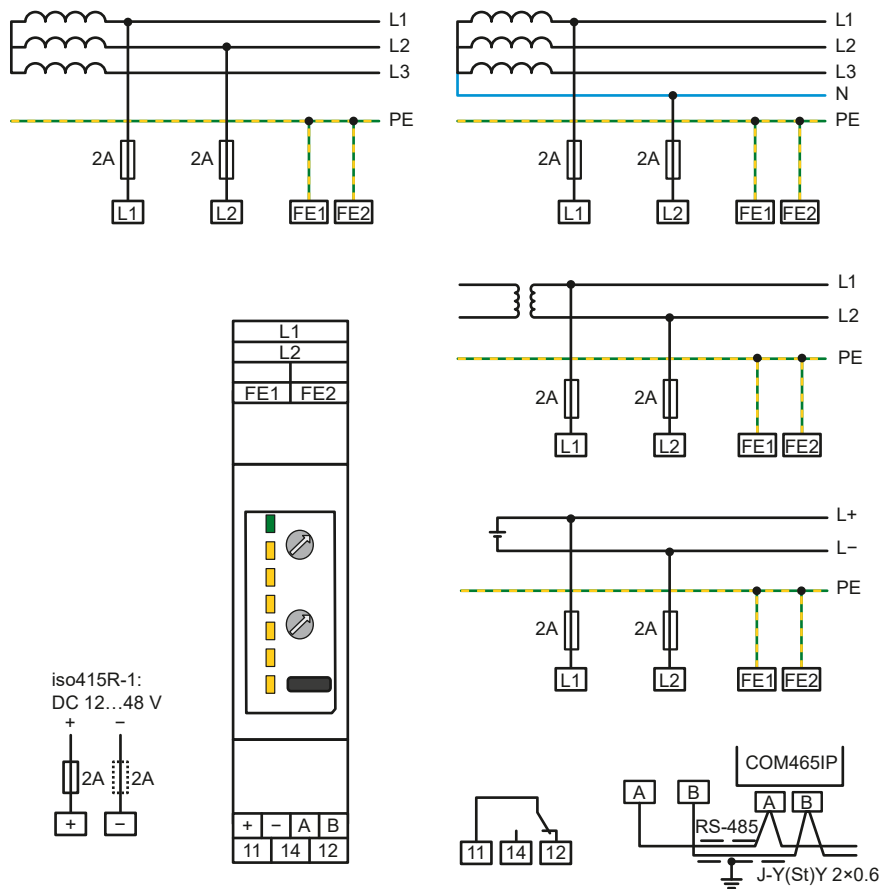 L1
L2
L3
PE
2A 2A
L1 L2 FE1 FE2
L1
L2
L3
N
PE
2A 2A
L1 L2 FE1 FE2
L1
L2
PE
2A 2A
L1 L2 FE1 FE2
L1
L2
FE1 FE2
L+
L−
PE
2A 2A
L1 L2 FE1 FE2
iso415R-1:
DC 12…48 V
+ −
2A 2A
+ −
+ − A B
11 14 12
11 14 12
COM465IP
A B A B
RS-485
J-Y(St)Y 2×0.6